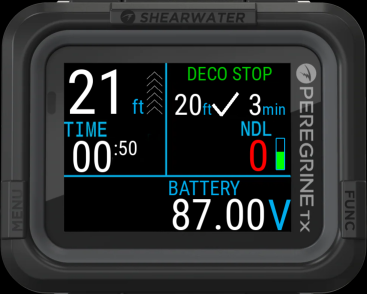 SHEARWATER
21 ft
DECO STOP
20ft ✓ 3min
TIME
00:50
NDL
0
BATTERY
87.00V
PEREGRINE TX
MENU
FUNC